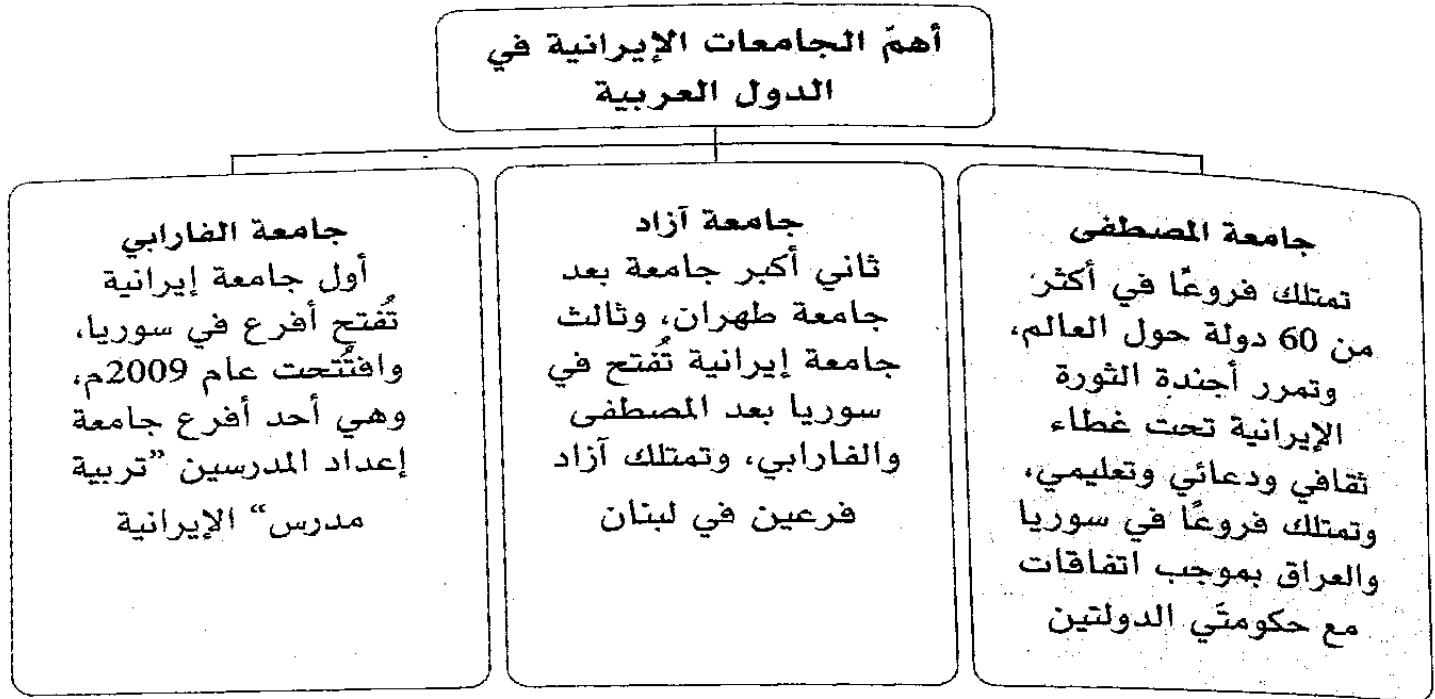 أهمّ الجامعات الإيرانية في
الدول العربية
جامعة المصطفى
تمتلك فروعًا في أكثر
من 60 دولة حول العالم،
وتمرر أجندة الثورة
الإيرانية تحت غطاء
ثقافي ودعائي وتعليمي،
وتمتلك فروعًا في سوريا
والعراق بموجب اتفاقات
مع حكومتَي الدولتين
جامعة آزاد
ثاني أكبر جامعة بعد
جامعة طهران، وثالث
جامعة إيرانية تُفتح في
سوريا بعد المصطفى
والفارابي، وتمتلك آزاد
فرعين في لبنان
جامعة الفارابي
أول جامعة إيرانية
تُفتح أفرع في سوريا،
وافتُتحت عام 2009م،
وهي أحد أفرع جامعة
إعداد المدرسين ”تربية
مدرس“ الإيرانية